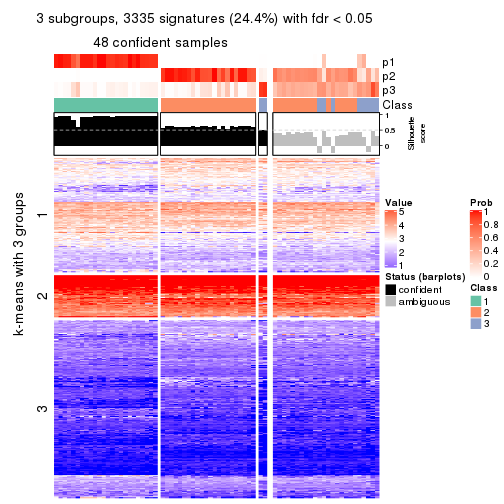 3 subgroups, 3335 signatures (24.4%) with fdr < 0.05
48 confident samples
p1
p2
p3
Class
1
0.5
0
Silhouette
score
k-means with 3 groups
1
2
3
Value
5
4
3
2
1
Status (barplots)
confident
ambiguous
Prob
1
0.8
0.6
0.4
0.2
0
Class
1
2
3